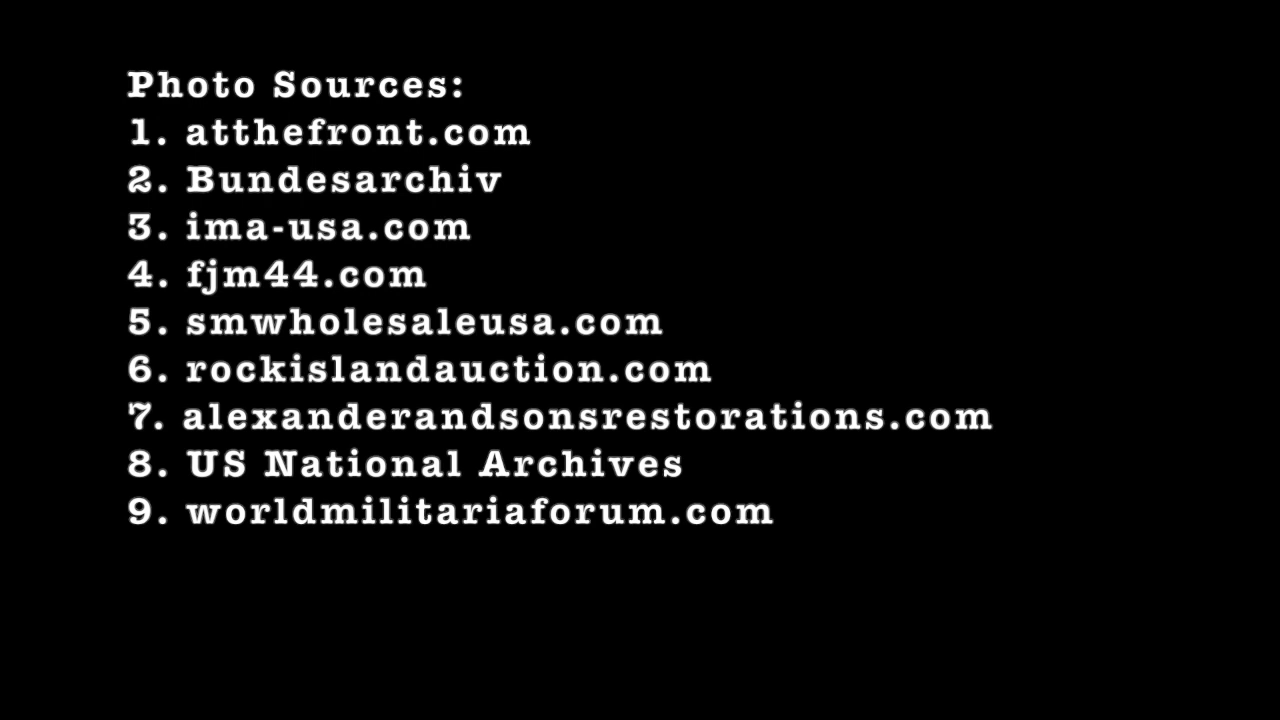 Photo Sources:
1. atthefront.com
2. Bundesarchiv
3. ima-usa.com
4. fjm44.com
5. smwholesaleusa.com
6. rockislandauction.com
7. alexanderandsonsrestorations.com
8. US National Archives
9. worldmilitariaforum.com